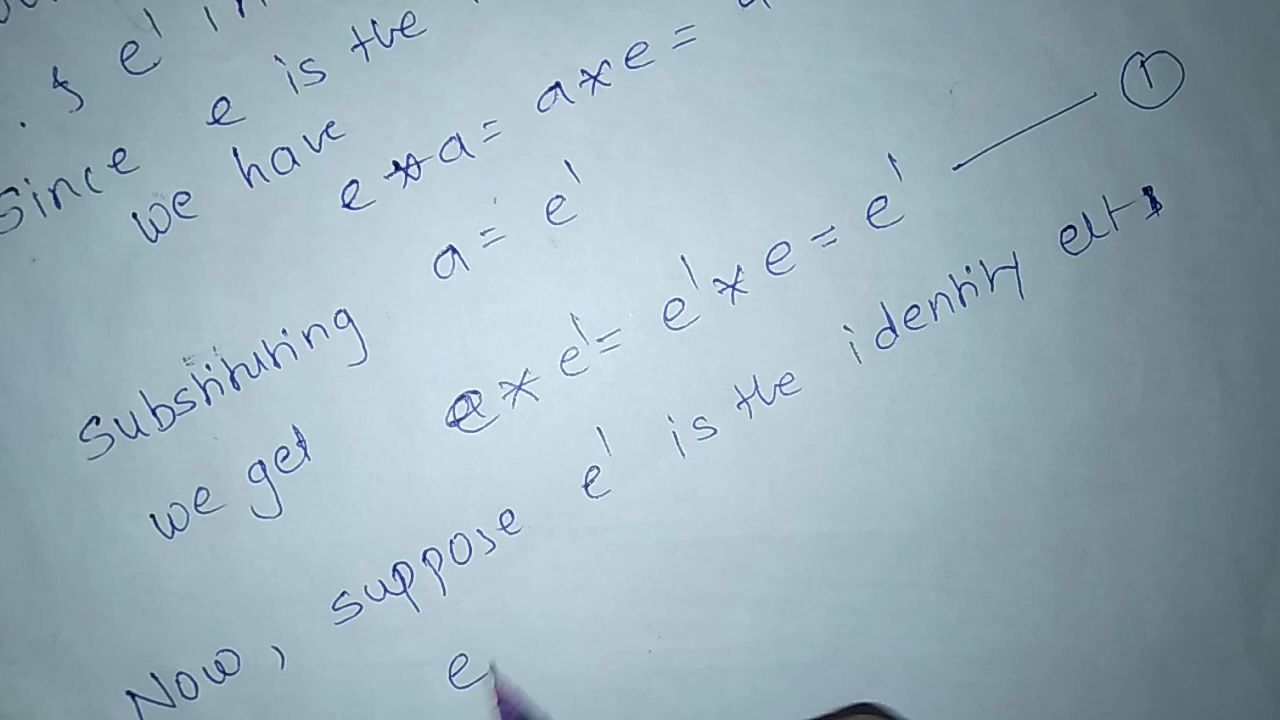 e'
Since e is the
we have e * a = a * e =
Substituting a = e'
we get e * e' = e' * e = e' ①
Now, suppose e' is the identity elt
e